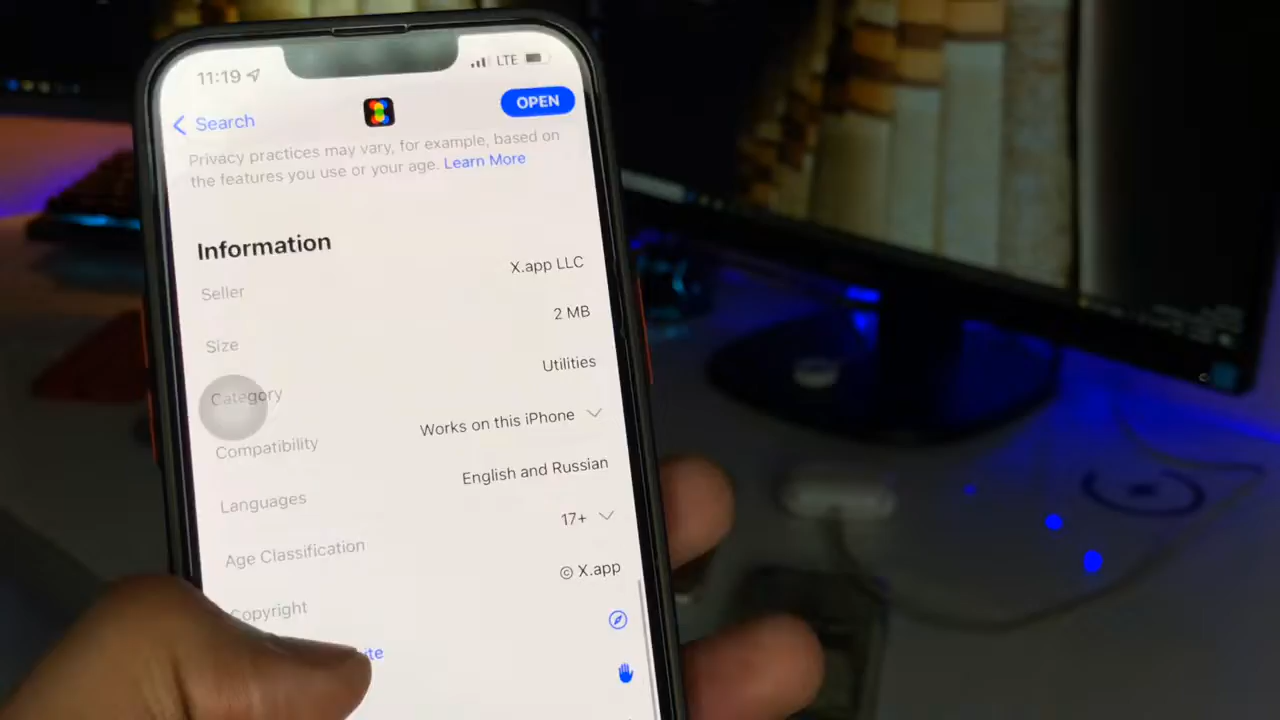 11:19 LTE
Search OPEN
Privacy practices may vary, for example, based on
the features you use or your age. Learn More
Information
Seller X.app LLC
Size 2 MB
Category Utilities
Compatibility Works on this iPhone
Languages English and Russian
Age Classification 17+
Copyright © X.app